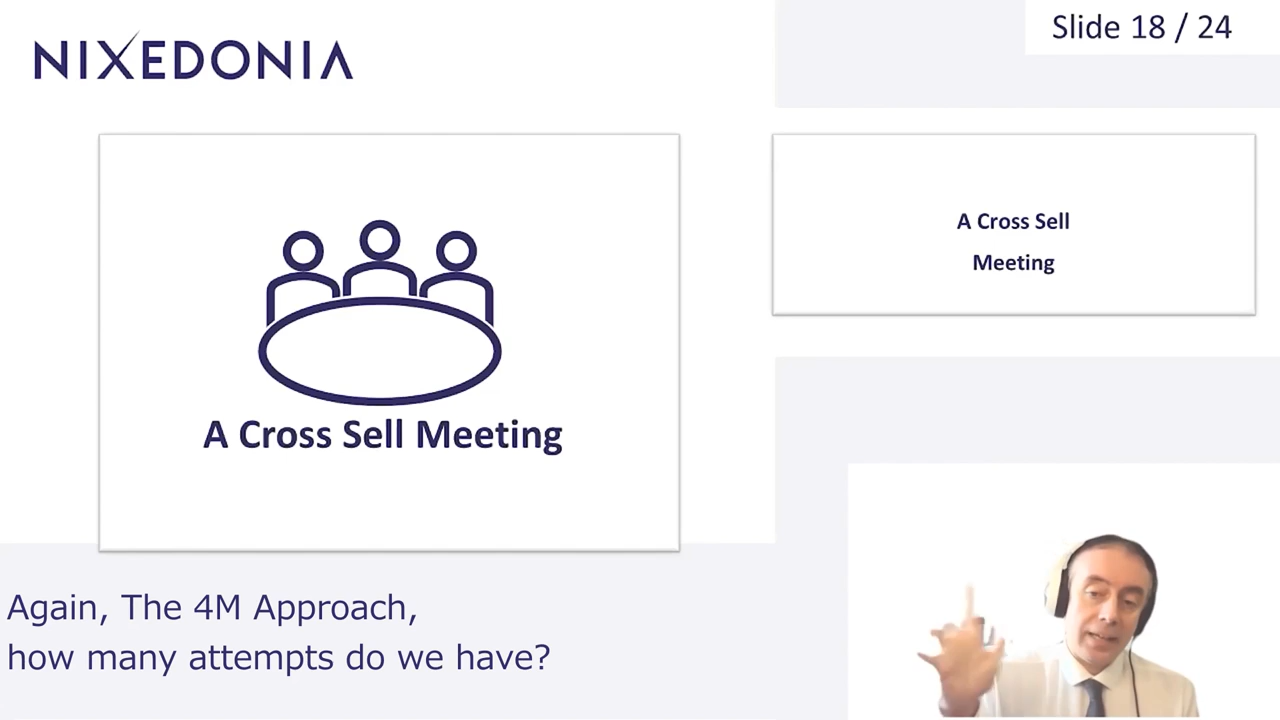 NIXEDONIA
Slide 18 / 24
A Cross Sell Meeting
A Cross Sell
Meeting
Again, The 4M Approach,
how many attempts do we have?